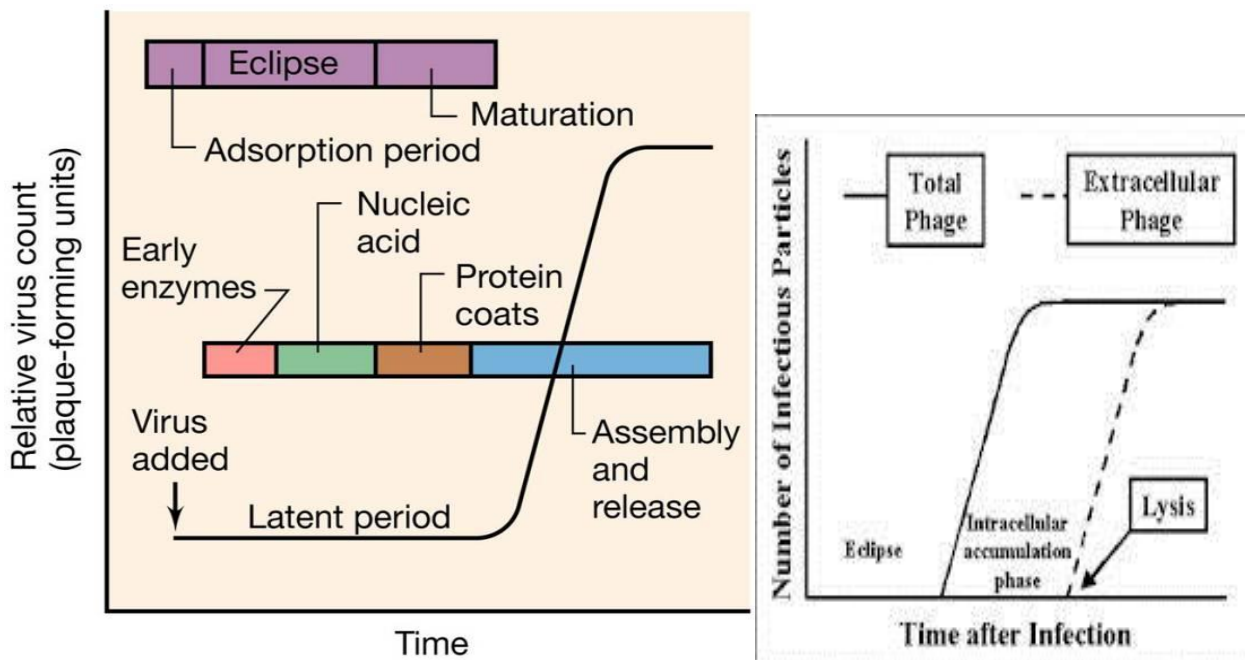 Relative virus count
(plaque-forming units)
Eclipse
Maturation
Adsorption period
Nucleic
acid
Early
enzymes
Protein
coats
Virus
added
Assembly
and
release
Latent period
Time
Number of Infectious Particles
Total
Phage
Extracellular
Phage
Lysis
Eclipse
Intracellular
accumulation
phase
Time after Infection